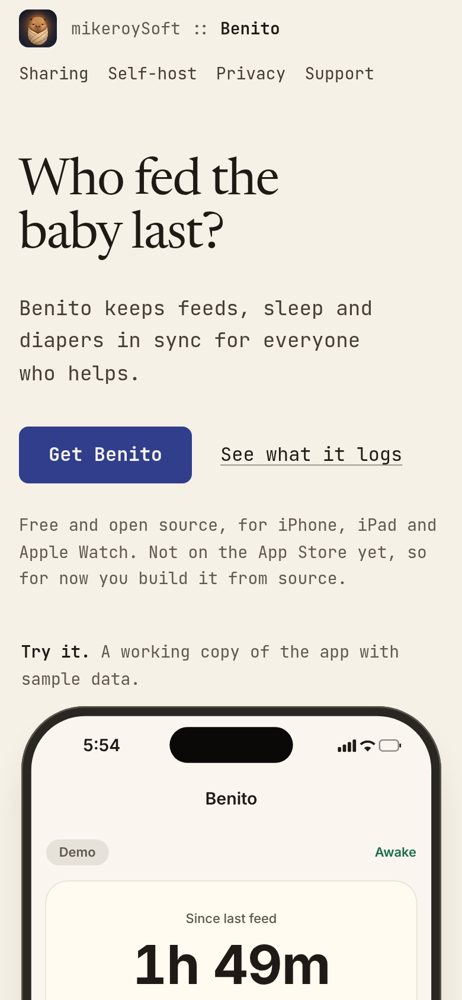 mikeroySoft :: Benito
Sharing Self-host Privacy Support
Who fed the
baby last?
Benito keeps feeds, sleep and
diapers in sync for everyone
who helps.
Get Benito See what it logs
Free and open source, for iPhone, iPad and
Apple Watch. Not on the App Store yet, so
for now you build it from source.
Try it. A working copy of the app with
sample data.
5:54
Benito
Demo Awake
Since last feed
1h 49m